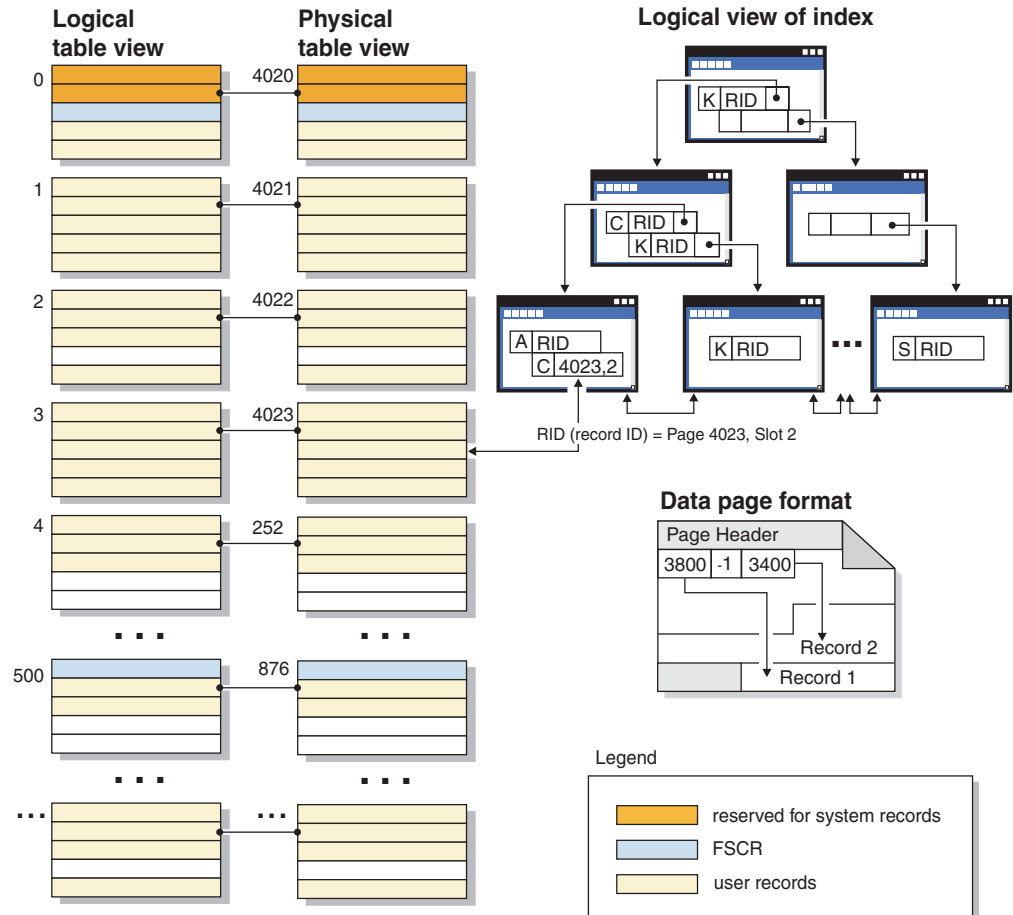 Logical
table view
Physical
table view
Logical view of index
0
4020
1
4021
2
4022
3
4023
4
252
...
...
500
876
...
...
...
...
K RID
C RID
K RID
A RID
C 4023,2
K RID
...
S RID
RID (record ID) = Page 4023, Slot 2
Data page format
Page Header
3800 -1 3400
Record 2
Record 1
Legend
reserved for system records
FSCR
user records